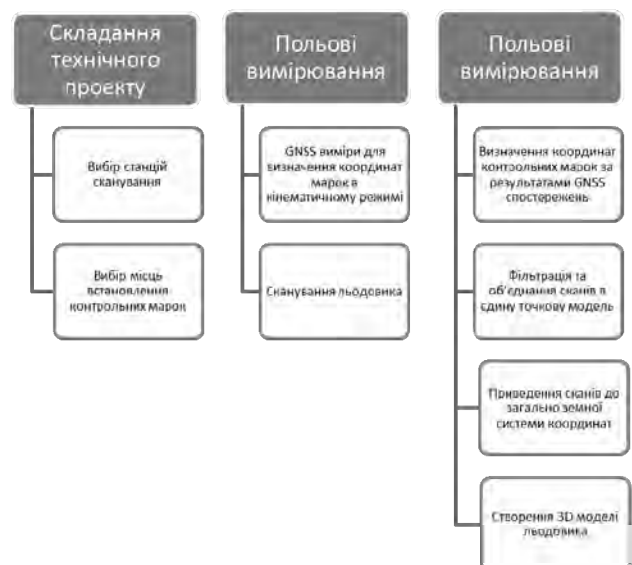 Складання
технічного
проекту
Вибір станцій
сканування
Вибір місць
встановлення
контрольних марок
Польові
вимірювання
GNSS виміри для
визначення координат
марок в
кінематичному режимі
Сканування льодовика
Польові
вимірювання
Визначення координат
контрольних марок за
результатами GNSS
спостережень
Фільтрація та
об'єднання сканів в
єдину точкову модель
Приведення сканів до
загально земної
системи координат
Створення 3D моделі
льодовика